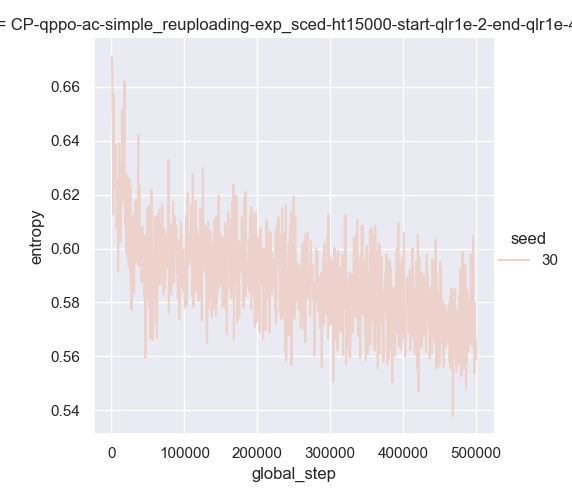 = CP-qppo-ac-simple_reuploading-exp_sced-ht15000-start-qlr1e-2-end-qlr1e-4
0.66
0.64
0.62
0.60
0.58
0.56
0.54
entropy
0 100000 200000 300000 400000 500000
global_step
seed
30